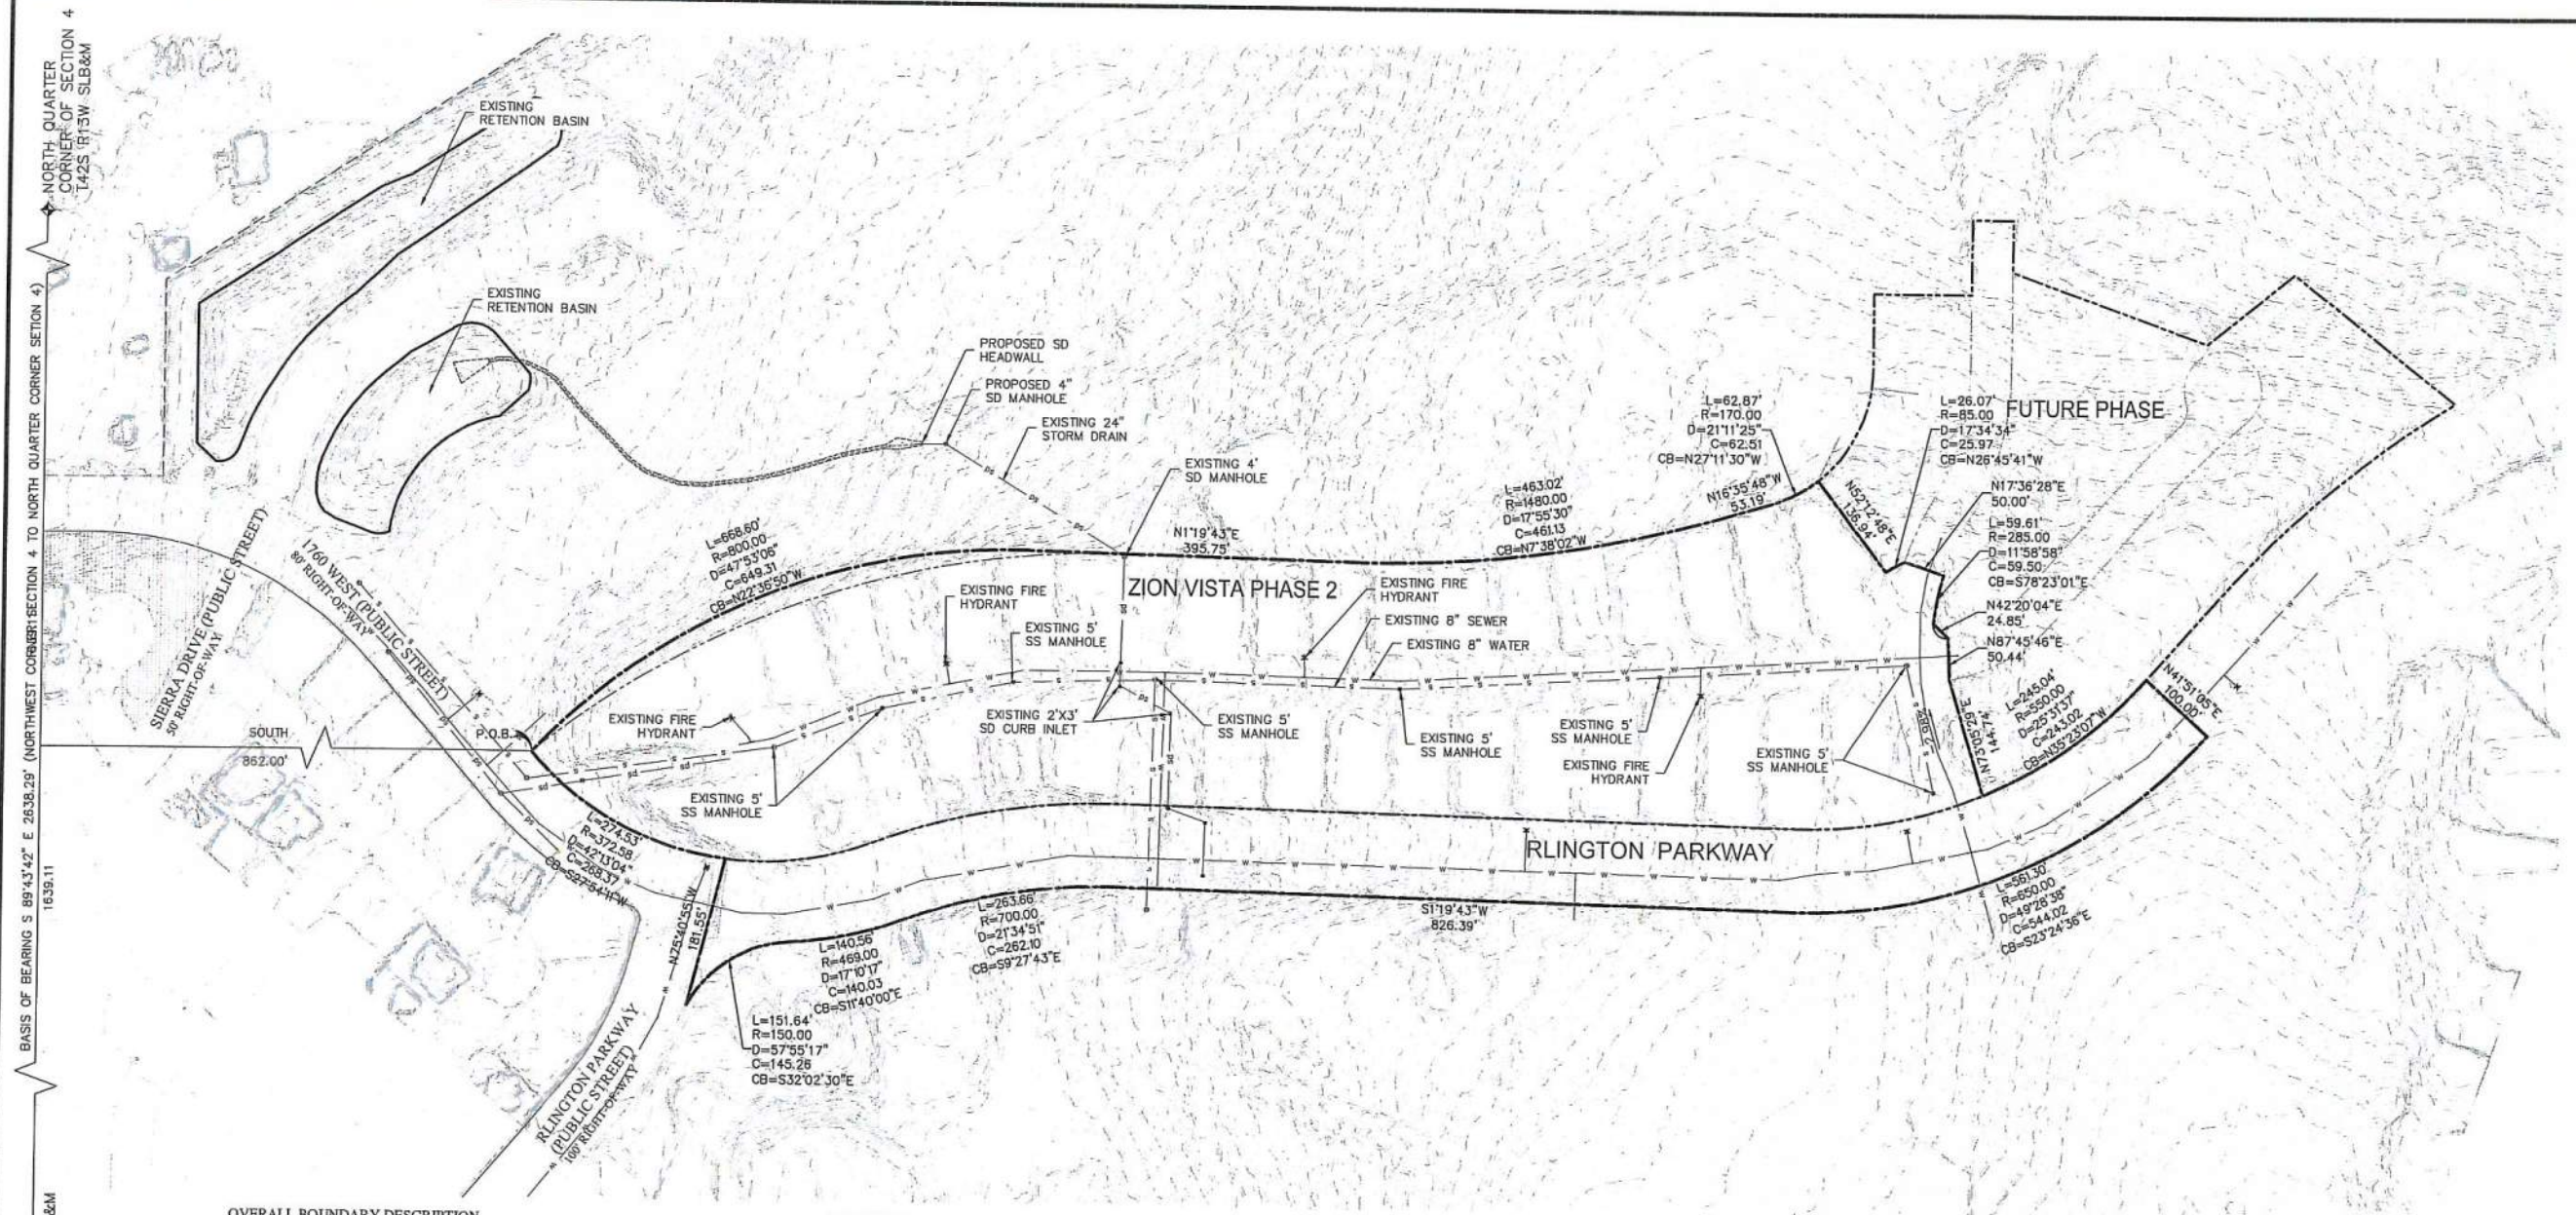 NORTH QUARTER
CORNER OF SECTION 4
T42S R13W SLB&M
BASIS OF BEARING S 89°43'42" E 2638.29' (NORTHWEST CORNER SECTION 4 TO NORTH QUARTER CORNER SETION 4)
1639.11
&M
EXISTING
RETENTION BASIN
EXISTING
RETENTION BASIN
PROPOSED SD
HEADWALL
PROPOSED 4"
SD MANHOLE
EXISTING 24"
STORM DRAIN
EXISTING 4'
SD MANHOLE
SIERRA DRIVE (PUBLIC STREET)
50' RIGHT-OF-WAY
1760 WEST (PUBLIC STREET)
80' RIGHT-OF-WAY
SOUTH
862.00'
P.O.B.
L=668.60'
R=800.00
D=47°53'06"
C=649.31
CB=N22°36'50"W
N1°19'43"E
395.75'
L=463.02'
R=1480.00
D=17°55'30"
C=461.13
CB=N7°38'02"W
N16°35'48"W
53.19'
L=62.87'
R=170.00
D=21°11'25"
C=62.51
CB=N27°11'30"W
N52°12'48"E
136.94'
L=26.07'
R=85.00
D=17°34'34"
C=25.97
CB=N26°45'41"W
FUTURE PHASE
N17°36'28"E
50.00'
L=59.61'
R=285.00
D=11°58'58"
C=59.50
CB=S78°23'01"E
N42°20'04"E
24.85'
N87°45'46"E
50.44'
N73°05'29"E
144.74'
L=245.04'
R=550.00
D=25°31'37"
C=243.02
CB=N35°23'07"W
N41°51'05"E
100.00'
ZION VISTA PHASE 2
EXISTING FIRE
HYDRANT
EXISTING 5'
SS MANHOLE
EXISTING FIRE
HYDRANT
EXISTING 8" SEWER
EXISTING 8" WATER
EXISTING FIRE
HYDRANT
EXISTING 2'X3'
SD CURB INLET
EXISTING 5'
SS MANHOLE
EXISTING 5'
SS MANHOLE
EXISTING 5'
SS MANHOLE
EXISTING FIRE
HYDRANT
EXISTING 5'
SS MANHOLE
EXISTING 5'
SS MANHOLE
L=274.53'
R=372.58
D=42°13'04"
C=268.37
CB=S27°54'11"W
N75°40'55"W
181.55'
L=151.64'
R=150.00
D=57°55'17"
C=145.26
CB=S32°02'30"E
L=140.56'
R=469.00
D=17°10'17"
C=140.03
CB=S11°40'00"E
L=263.66'
R=700.00
D=21°34'51"
C=262.10
CB=S9°27'43"E
S1°19'43"W
826.39'
RLINGTON PARKWAY
L=561.30'
R=650.00
D=49°28'38"
C=544.02
CB=S23°24'36"E
RLINGTON PARKWAY
(PUBLIC STREET)
100' RIGHT-OF-WAY
OVERALL BOUNDARY DESCRIPTION